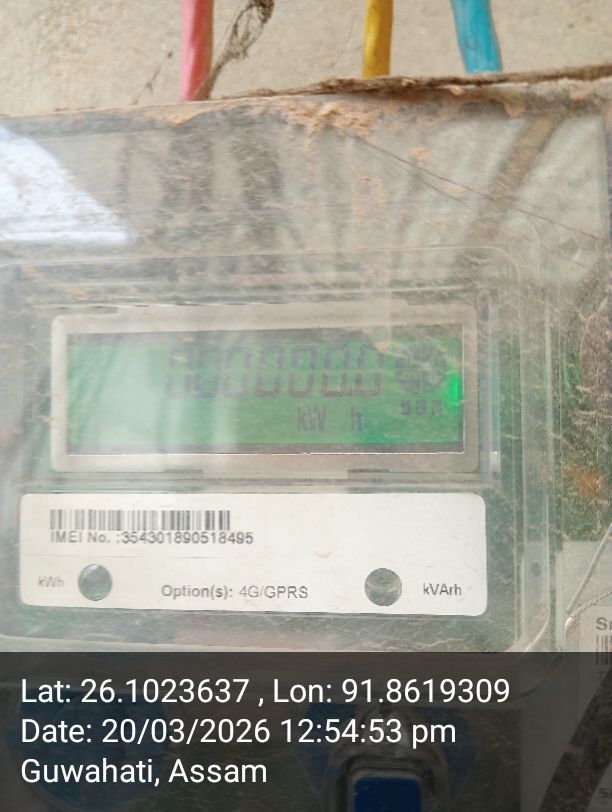 kW h
IMEI No. :354301890518495
kWh
Option(s): 4G/GPRS
kVArh
Lat: 26.1023637 , Lon: 91.8619309
Date: 20/03/2026 12:54:53 pm
Guwahati, Assam